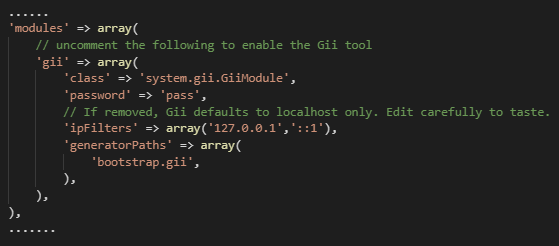 ......
'modules' => array(
    // uncomment the following to enable the Gii tool
    'gii' => array(
        'class' => 'system.gii.GiiModule',
        'password' => 'pass',
        // If removed, Gii defaults to localhost only. Edit carefully to taste.
        'ipFilters' => array('127.0.0.1','::1'),
        'generatorPaths' => array(
            'bootstrap.gii',
        ),
    ),
),
.......